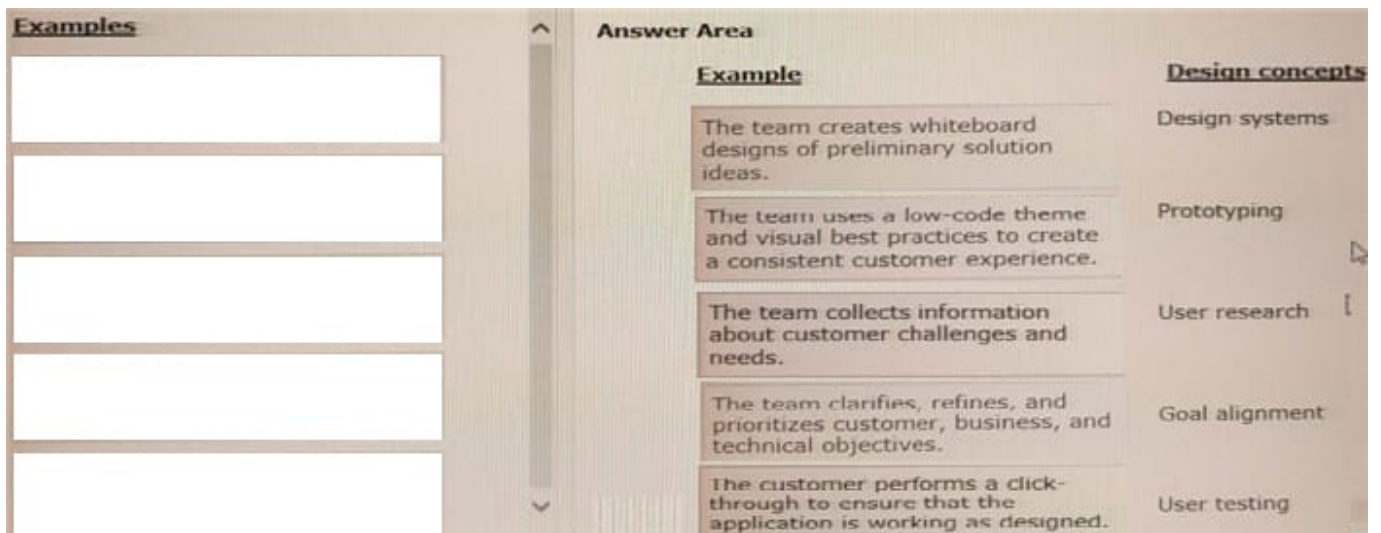 Examples
Answer Area
Example
Design concepts
The team creates whiteboard
designs of preliminary solution
ideas.
Design systems
The team uses a low-code theme
and visual best practices to create
a consistent customer experience.
Prototyping
The team collects information
about customer challenges and
needs.
User research
The team clarifies, refines, and
prioritizes customer, business, and
technical objectives.
Goal alignment
The customer performs a click-
through to ensure that the
application is working as designed.
User testing